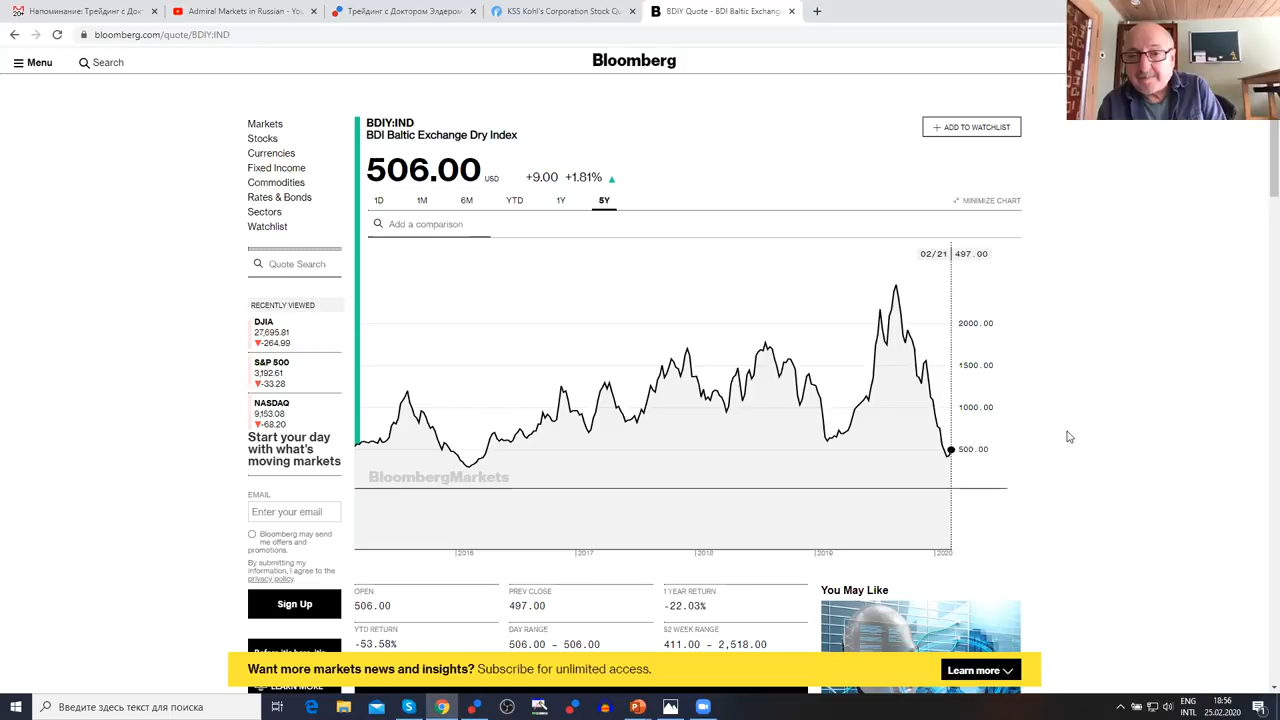 НАПОМИНАНИЕ: Трейдинг с Д
Admiral Markets in Russian - You
Трейдинг с Доктором Элдером
KSS Kohl's Corporation Stock Qu
BDIY Quote - BDI Baltic Exchang
bloomberg.com/quote/BDIY:IND
Menu
Search
Bloomberg
Markets
Stocks
Currencies
Fixed Income
Commodities
Rates & Bonds
Sectors
Watchlist
Quote Search
RECENTLY VIEWED
DJIA
27,695.81
▼-264.99
S&P 500
3,192.61
▼-33.28
NASDAQ
9,153.08
▼-68.20
Start your day
with what's
moving markets
EMAIL
Enter your email
Bloomberg may send
me offers and
promotions.
By submitting my
information, I agree to the
privacy policy
Sign Up
BDIY:IND
BDI Baltic Exchange Dry Index
+ ADD TO WATCHLIST
506.00 USD +9.00 +1.81% ▲
1D 1M 6M YTD 1Y 5Y
MINIMIZE CHART
Add a comparison
02/21 497.00
2000.00
1500.00
1000.00
500.00
BloombergMarkets
2016 2017 2018 2019 2020
OPEN
506.00
PREV CLOSE
497.00
1 YEAR RETURN
-22.03%
YTD RETURN
-53.58%
DAY RANGE
506.00 – 506.00
52 WEEK RANGE
411.00 – 2,518.00
You May Like
Want more markets news and insights? Subscribe for unlimited access.
Learn more
LEARN MORE
Введите здесь текст для поиска
ENG
INTL
18:56
25.02.2020